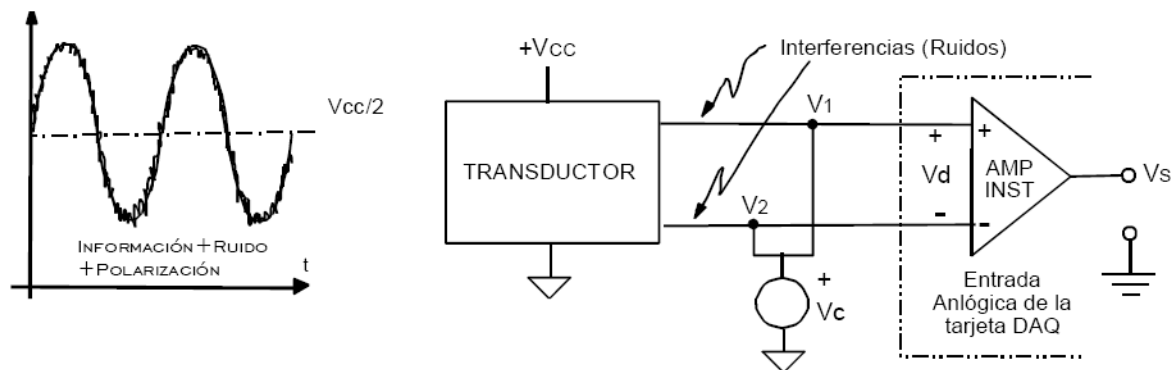 Vcc/2
INFORMACIÓN+RUIDO
+POLARIZACIÓN
t
+Vcc
TRANSDUCTOR
Interferencias (Ruidos)
V1
V2
+
Vc
+
Vd
-
+
AMP
INST
-
Vs
Entrada
Anlógica de la
tarjeta DAQ